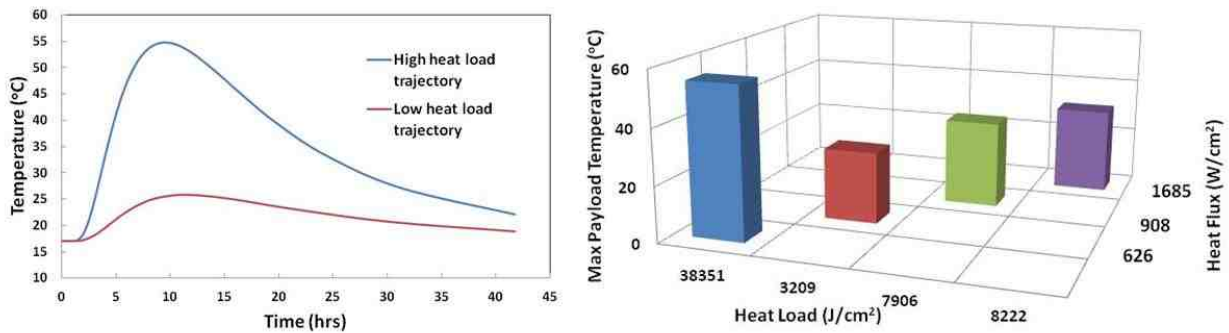 60
55
50
45
40
35
30
25
20
15
10
Temperature (°C)
High heat load
trajectory
Low heat load
trajectory
0 5 10 15 20 25 30 35 40 45
Time (hrs)
Max Payload Temperature (°C)
60
40
20
0
38351
3209
7906
8222
Heat Load (J/cm²)
1685
908
626
Heat Flux (W/cm²)